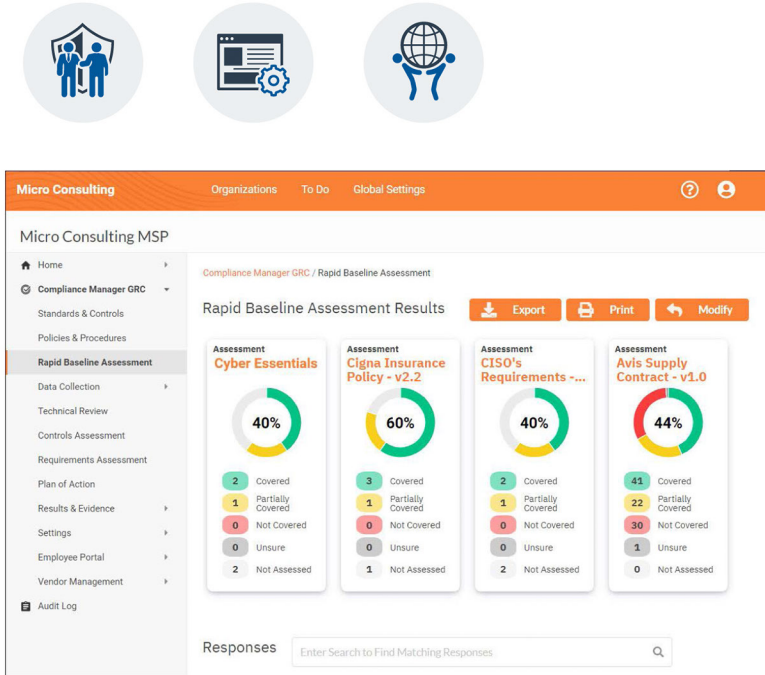 Micro Consulting
Organizations To Do Global Settings
?
Micro Consulting MSP
Home
Compliance Manager GRC
Standards & Controls
Policies & Procedures
Rapid Baseline Assessment
Data Collection
Technical Review
Controls Assessment
Requirements Assessment
Plan of Action
Results & Evidence
Settings
Employee Portal
Vendor Management
Audit Log
Compliance Manager GRC / Rapid Baseline Assessment
Rapid Baseline Assessment Results
Export
Print
Modify
Assessment
Cyber Essentials
40%
2 Covered
1 Partially
Covered
0 Not Covered
0 Unsure
2 Not Assessed
Assessment
Cigna Insurance
Policy - v2.2
60%
3 Covered
1 Partially
Covered
0 Not Covered
0 Unsure
1 Not Assessed
Assessment
CISO's
Requirements -...
40%
2 Covered
1 Partially
Covered
0 Not Covered
0 Unsure
2 Not Assessed
Assessment
Avis Supply
Contract - v1.0
44%
41 Covered
22 Partially
Covered
30 Not Covered
1 Unsure
0 Not Assessed
Responses
Enter Search to Find Matching Responses